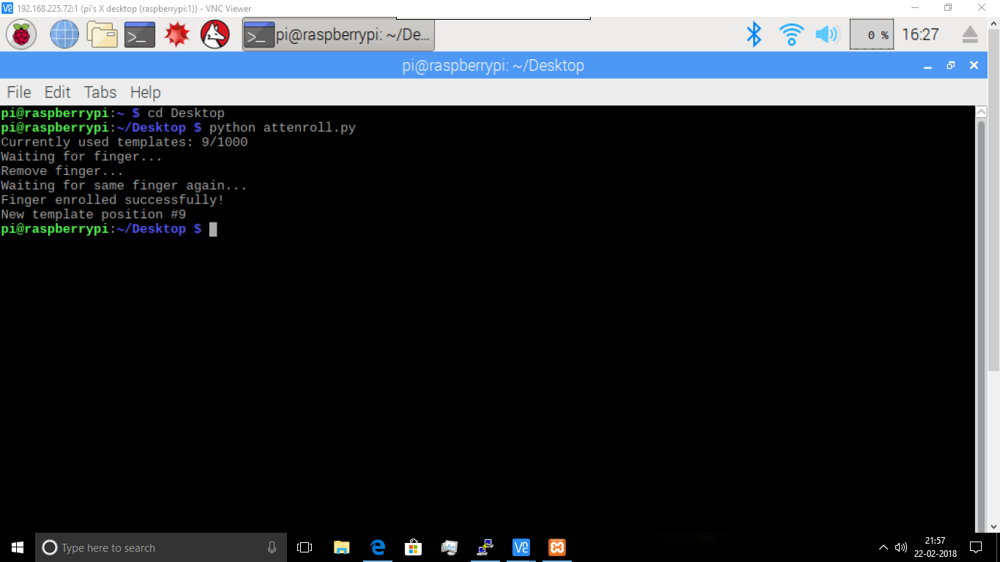 192.168.225.72:1 (pi's X desktop (raspberrypi:1)) - VNC Viewer
pi@raspberrypi: ~/De...
0 %
16:27
pi@raspberrypi: ~/Desktop
File Edit Tabs Help
pi@raspberrypi:~ $ cd Desktop
pi@raspberrypi:~/Desktop $ python attenroll.py
Currently used templates: 9/1000
Waiting for finger...
Remove finger...
Waiting for same finger again...
Finger enrolled successfully!
New template position #9
pi@raspberrypi:~/Desktop $
Type here to search
21:57
22-02-2018